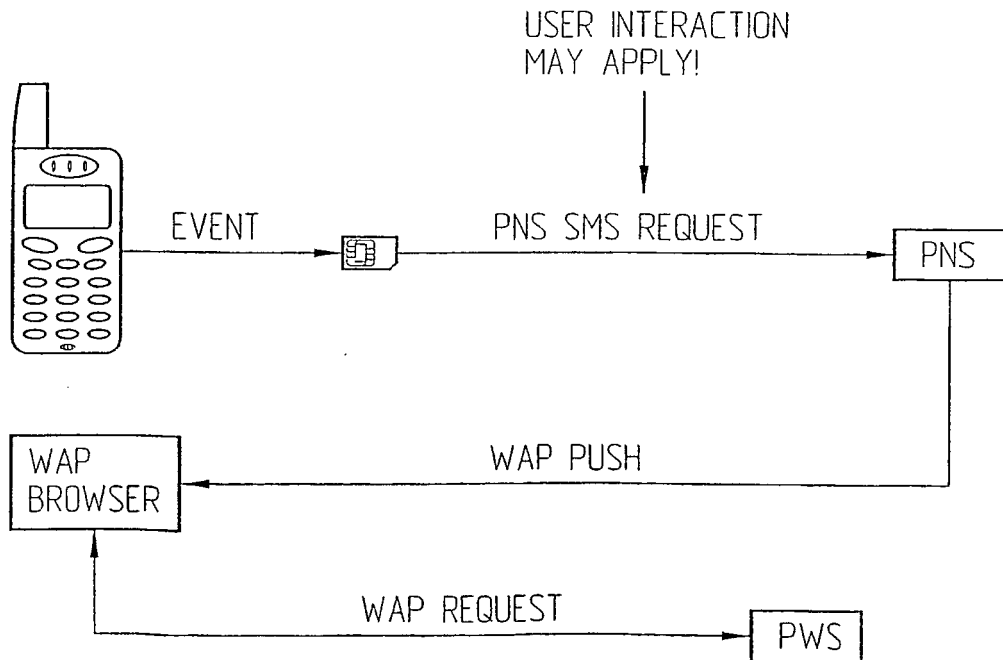 USER INTERACTION
MAY APPLY!
EVENT
PNS SMS REQUEST
PNS
WAP PUSH
WAP
BROWSER
WAP REQUEST
PWS